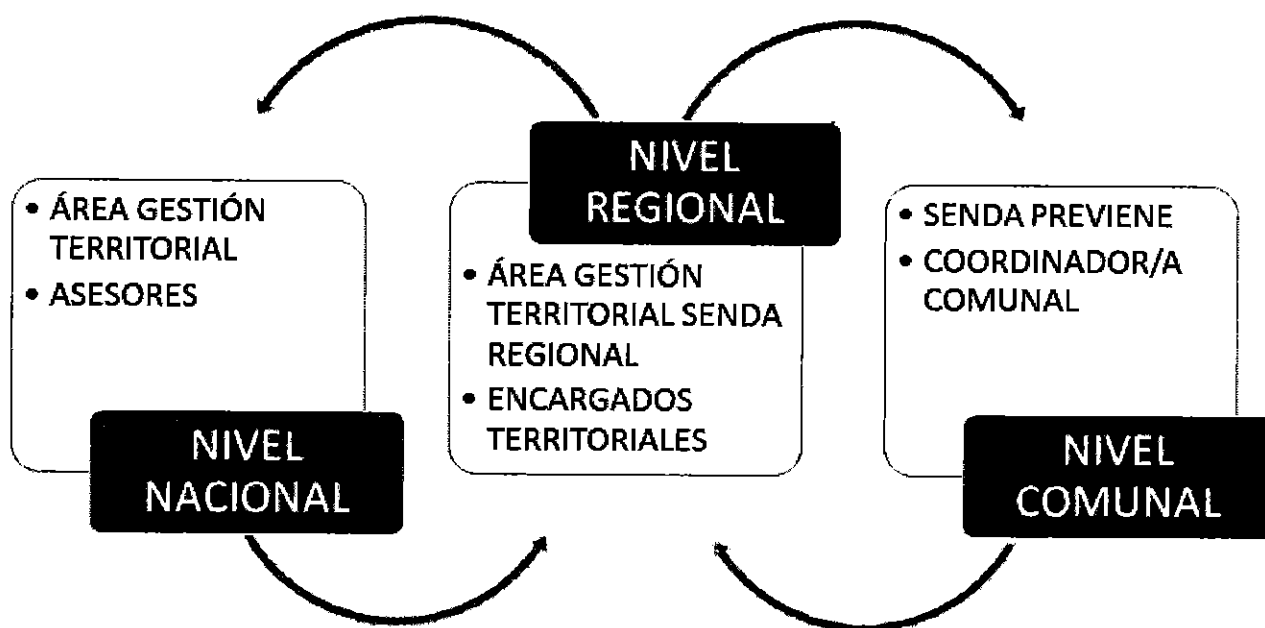 • ÁREA GESTIÓN
TERRITORIAL
• ASESORES
NIVEL
NACIONAL
NIVEL
REGIONAL
• ÁREA GESTIÓN
TERRITORIAL SENDA
REGIONAL
• ENCARGADOS
TERRITORIALES
• SENDA PREVIENE
• COORDINADOR/A
COMUNAL
NIVEL
COMUNAL